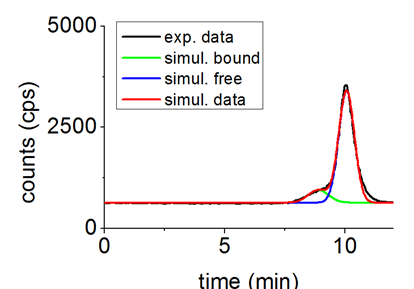 5000
2500
0
counts (cps)
exp. data
simul. bound
simul. free
simul. data
0
5
10
time (min)